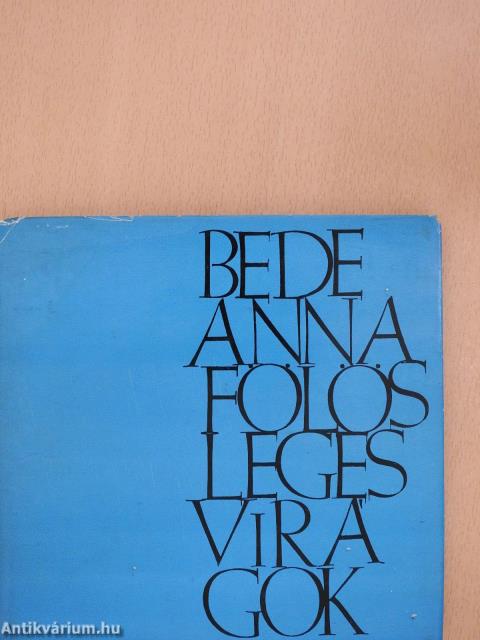 BEDE
ANNA
FÖLÖS
LEGES
VIRÁ
GOK
Antikvárium.hu